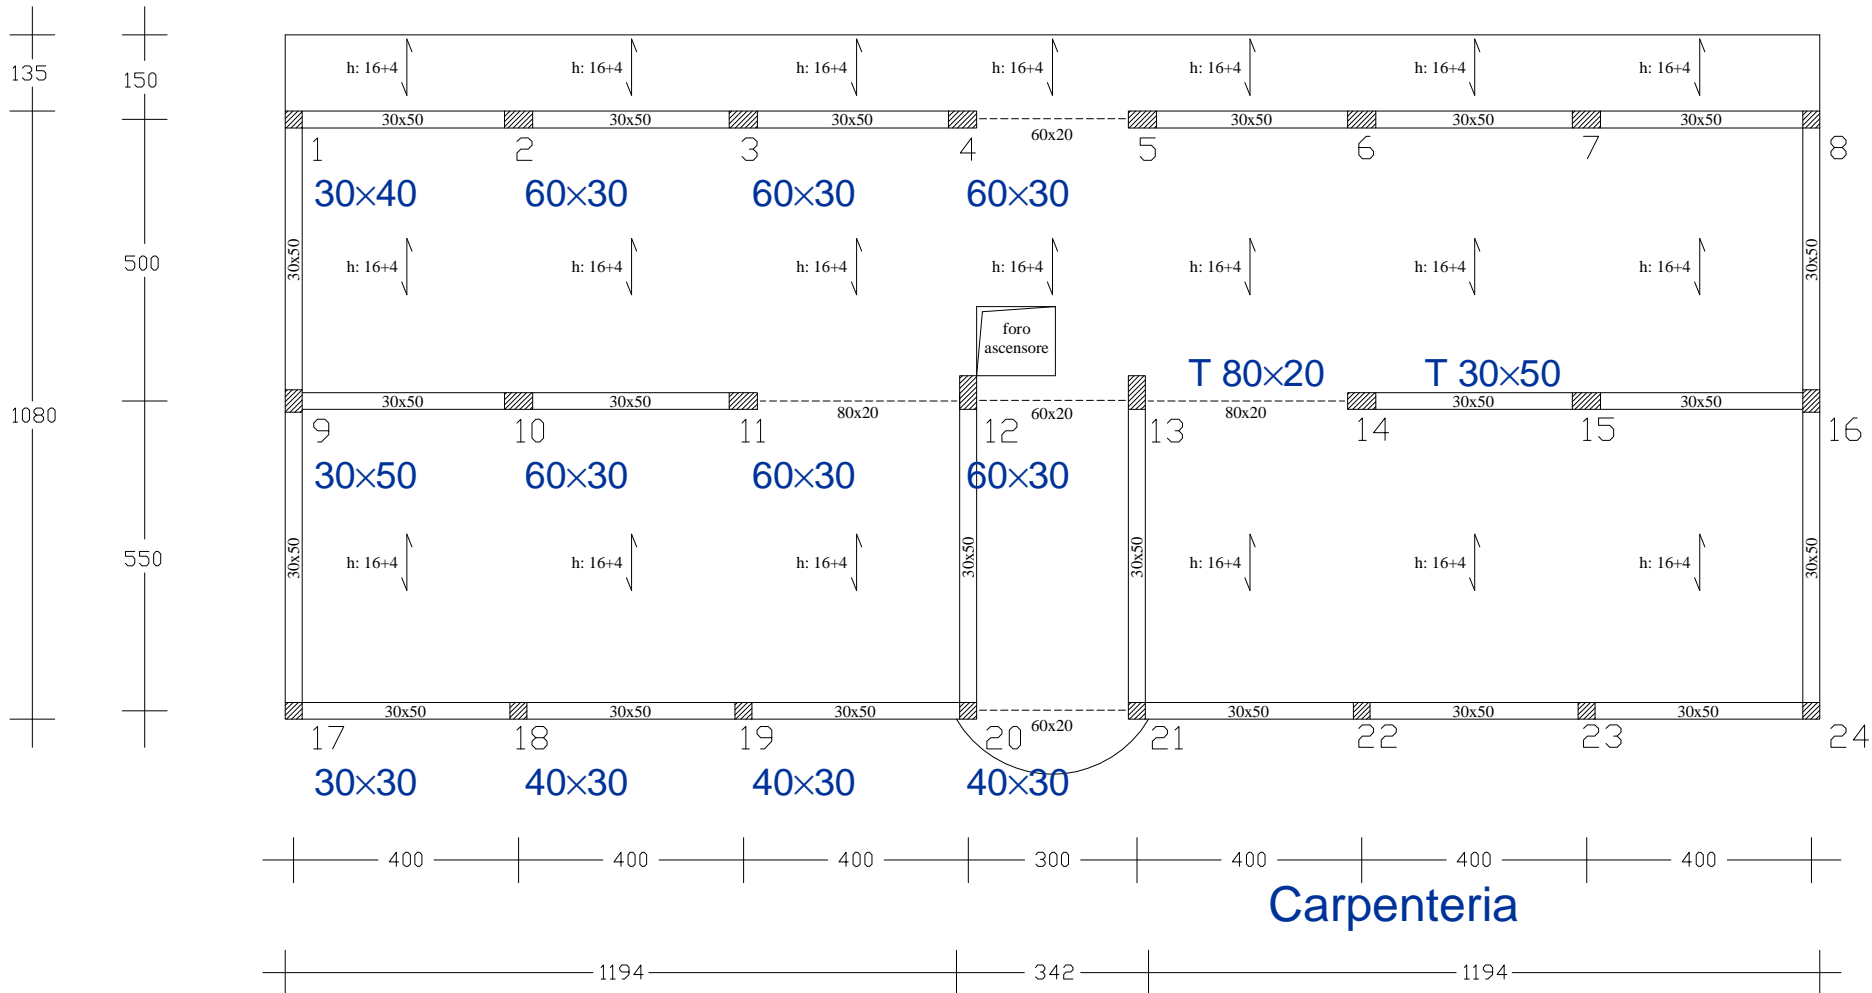 135
150
h: 16+4
h: 16+4
h: 16+4
h: 16+4
h: 16+4
h: 16+4
h: 16+4
30x50
30x50
30x50
60x20
30x50
30x50
30x50
1
2
3
4
5
6
7
8
30×40
60×30
60×30
60×30
500
30x50
h: 16+4
h: 16+4
h: 16+4
h: 16+4
h: 16+4
h: 16+4
h: 16+4
30x50
foro
ascensore
T 80×20
T 30×50
1080
30x50
30x50
80x20
60x20
80x20
30x50
30x50
9
10
11
12
13
14
15
16
30×50
60×30
60×30
60×30
550
30x50
h: 16+4
h: 16+4
h: 16+4
30x50
30x50
h: 16+4
h: 16+4
h: 16+4
30x50
30x50
30x50
30x50
60x20
30x50
30x50
30x50
17
18
19
20
21
22
23
24
30×30
40×30
40×30
40×30
400
400
400
300
400
400
400
Carpenteria
1194
342
1194